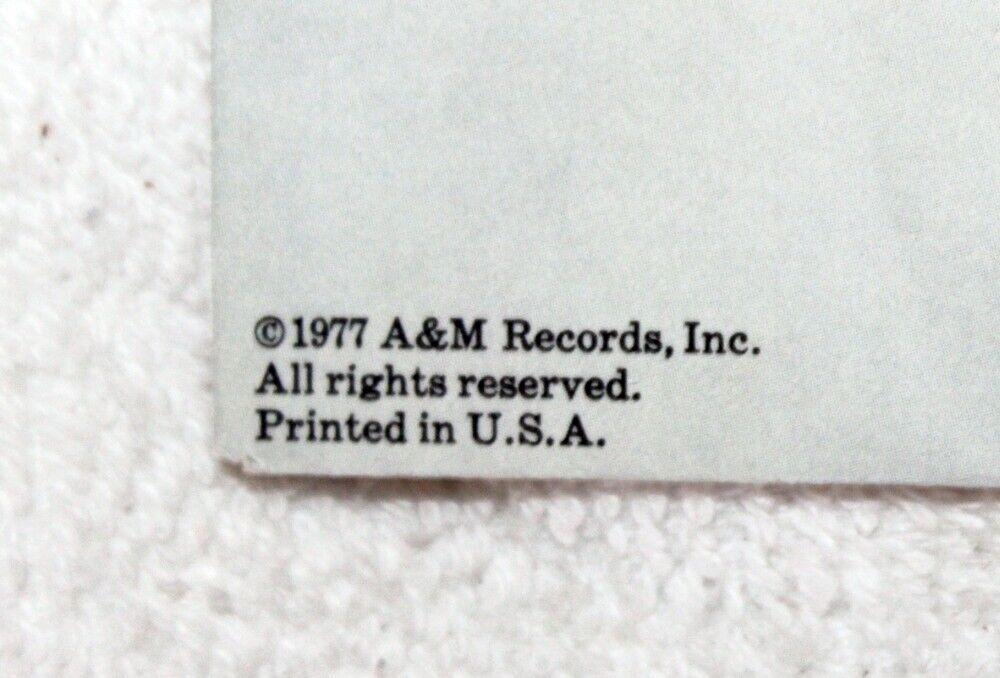 ©1977 A&M Records, Inc.
All rights reserved.
Printed in U.S.A.